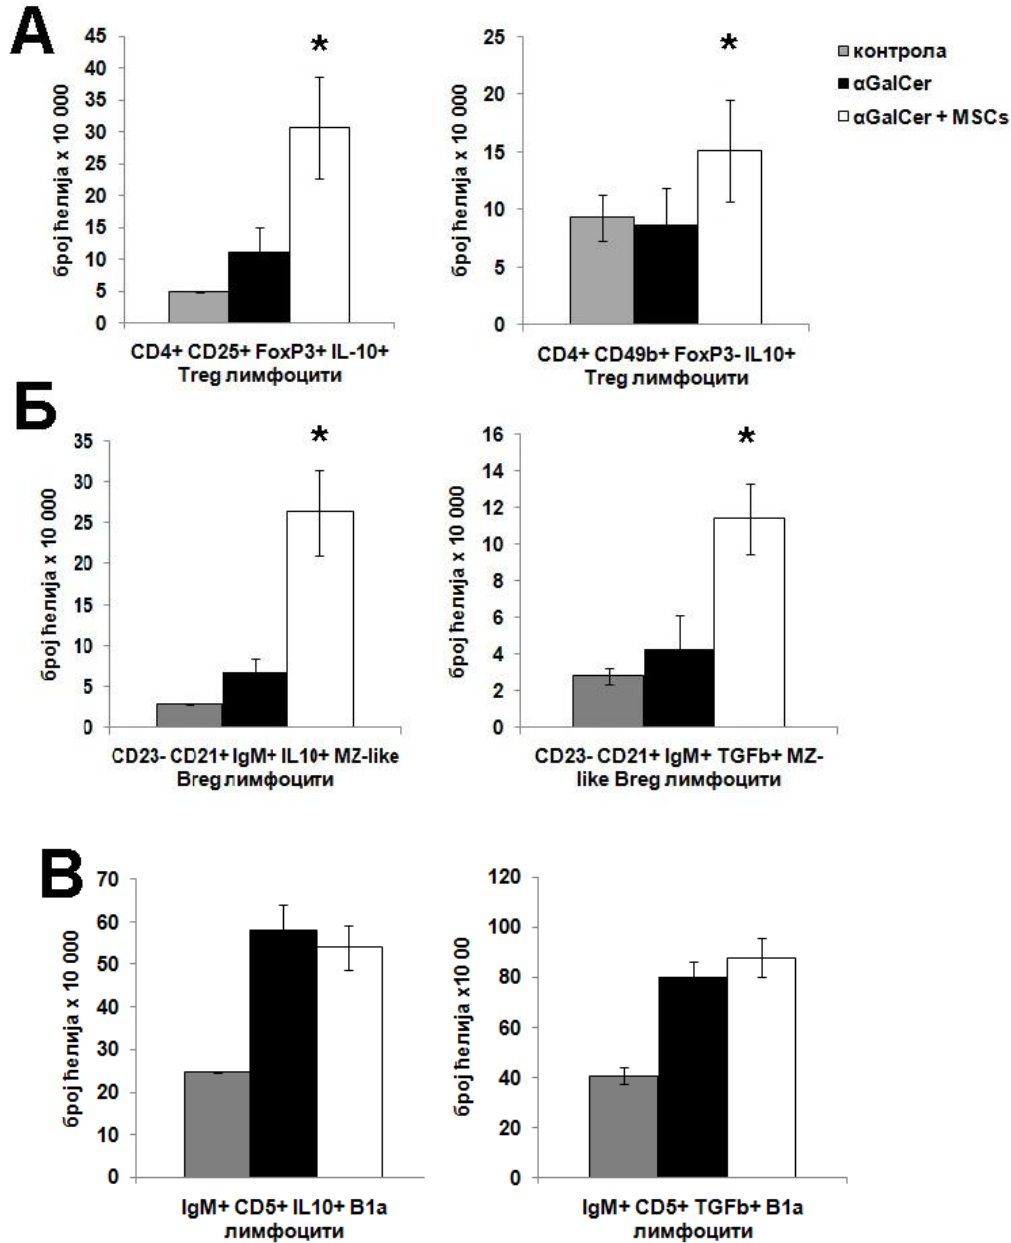 А
45
40
35
30
25
20
15
10
5
0
број ћелија x 10 000
*
CD4+ CD25+ FoxP3+ IL-10+
Treg лимфоцити
25
20
15
10
5
0
број ћелија x 10 000
*
CD4+ CD49b+ FoxP3- IL10+
Treg лимфоцити
контрола
αGalCer
αGalCer + MSCs
Б
35
30
25
20
15
10
5
0
број ћелија x 10 000
*
CD23- CD21+ IgM+ IL10+ MZ-like
Breg лимфоцити
16
14
12
10
8
6
4
2
0
број ћелија x 10 000
*
CD23- CD21+ IgM+ TGFb+ MZ-
like Breg лимфоцити
В
70
60
50
40
30
20
10
0
број ћелија x 10 000
IgM+ CD5+ IL10+ B1a
лимфоцити
120
100
80
60
40
20
0
број ћелија x10 00
IgM+ CD5+ TGFb+ B1a
лимфоцити